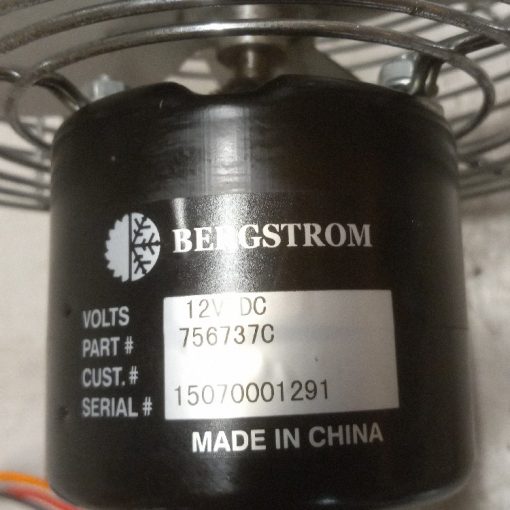 BERGSTROM
VOLTS 12V DC
PART # 756737C
CUST. #
SERIAL # 15070001291
MADE IN CHINA